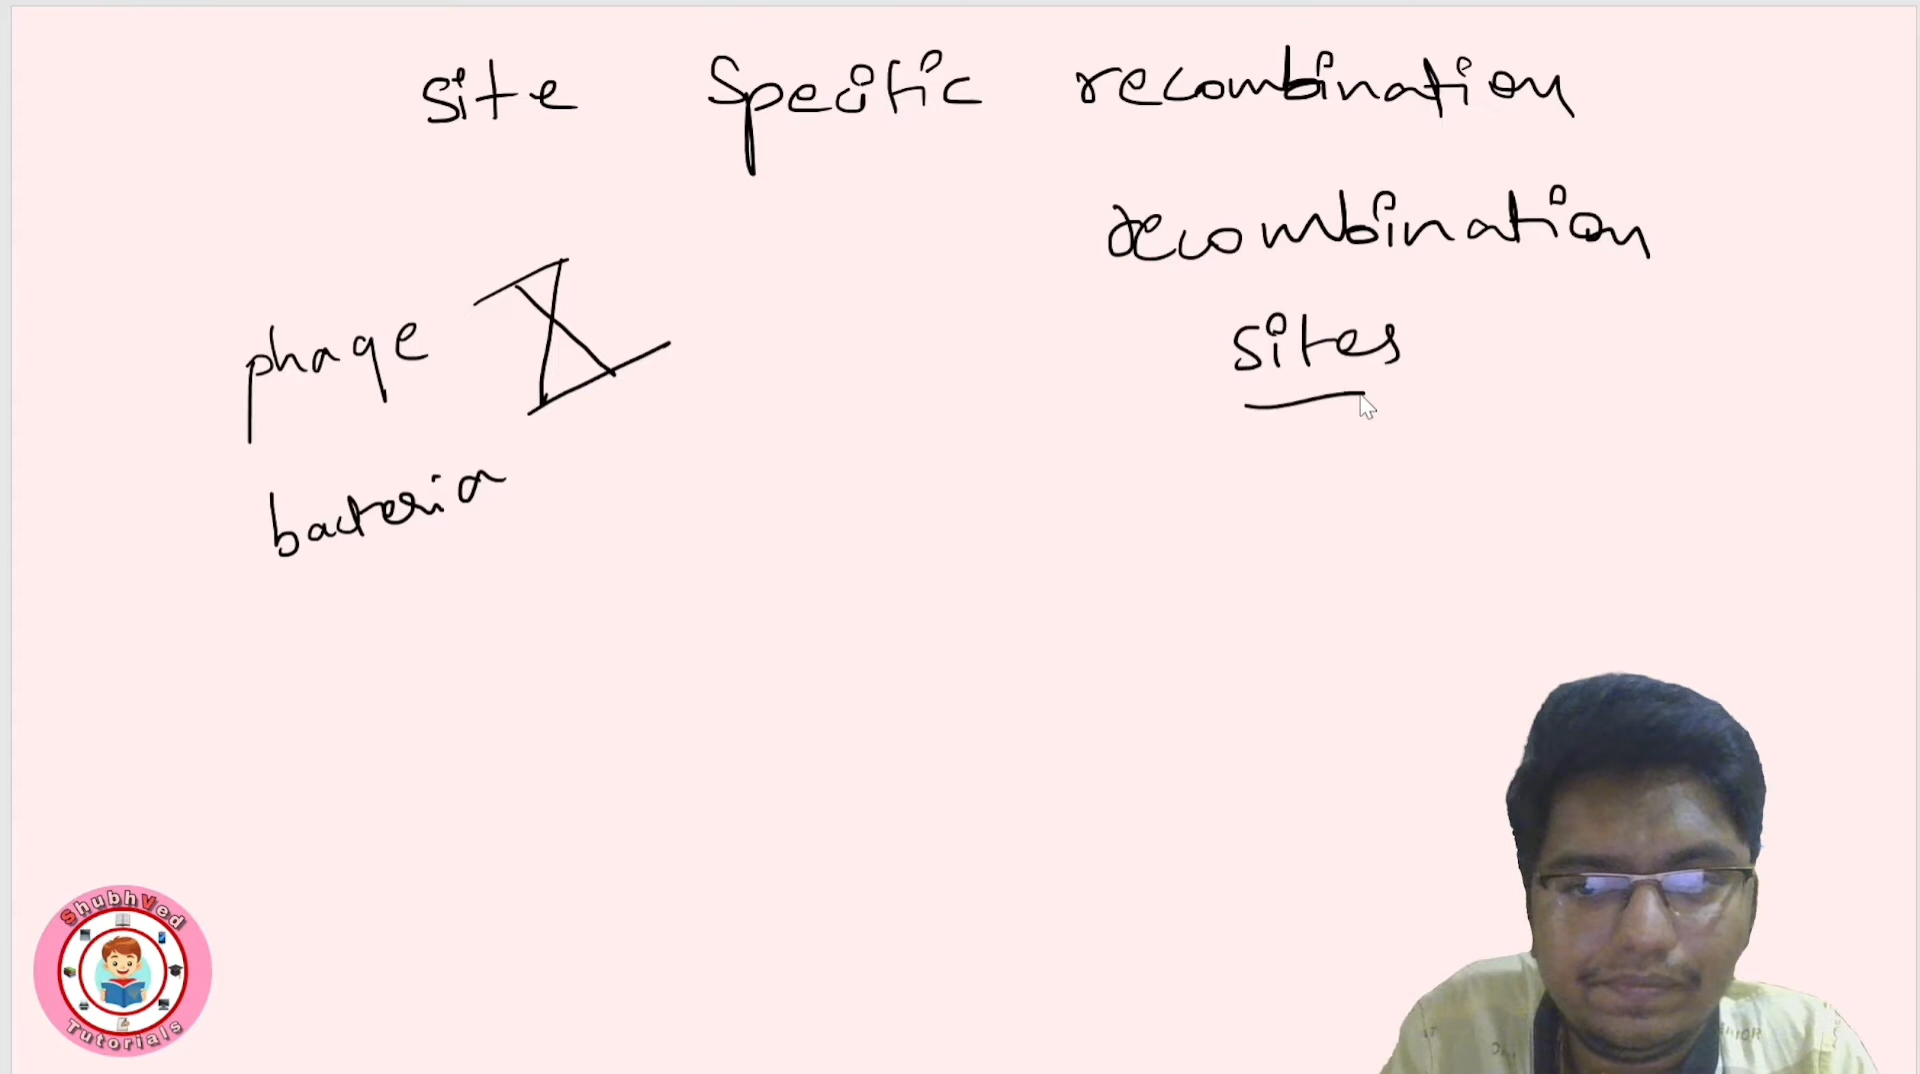 site specific recombination
recombination
sites
phage
bacteria
ShubhVed
Tutorials